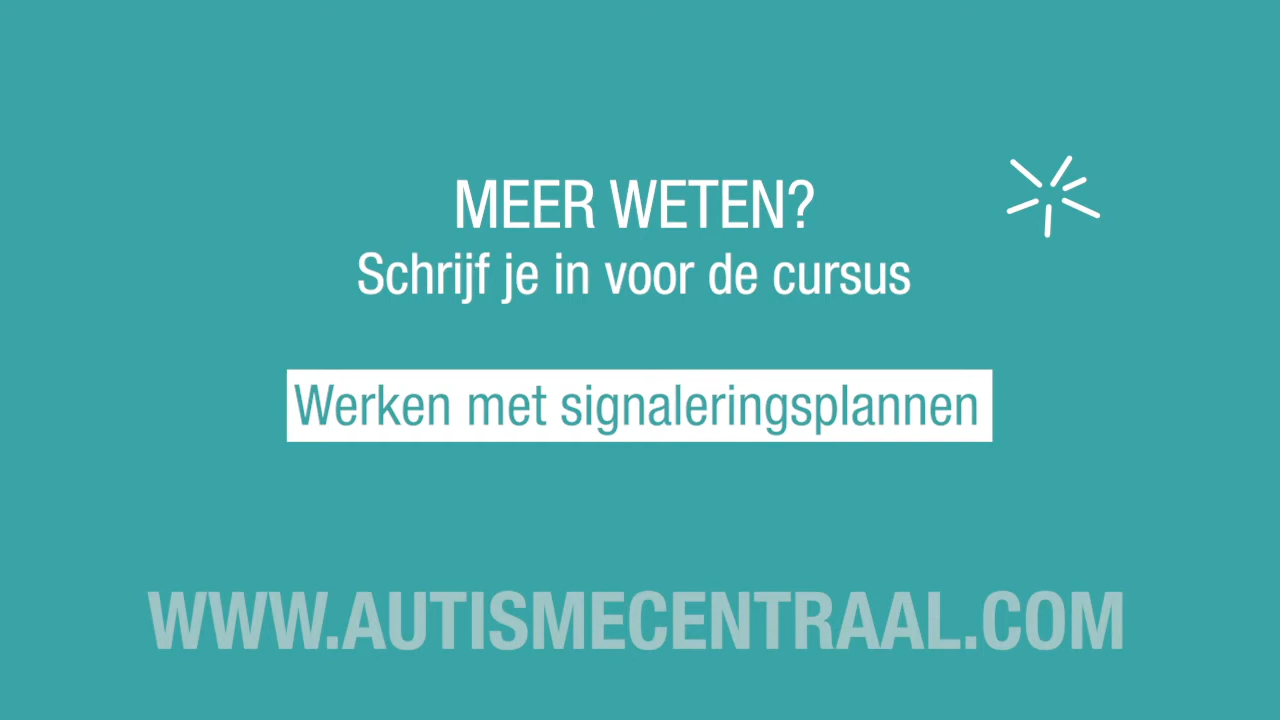 MEER WETEN?
Schrijf je in voor de cursus
Werken met signaleringsplannen
WWW.AUTISMECENTRAAL.COM